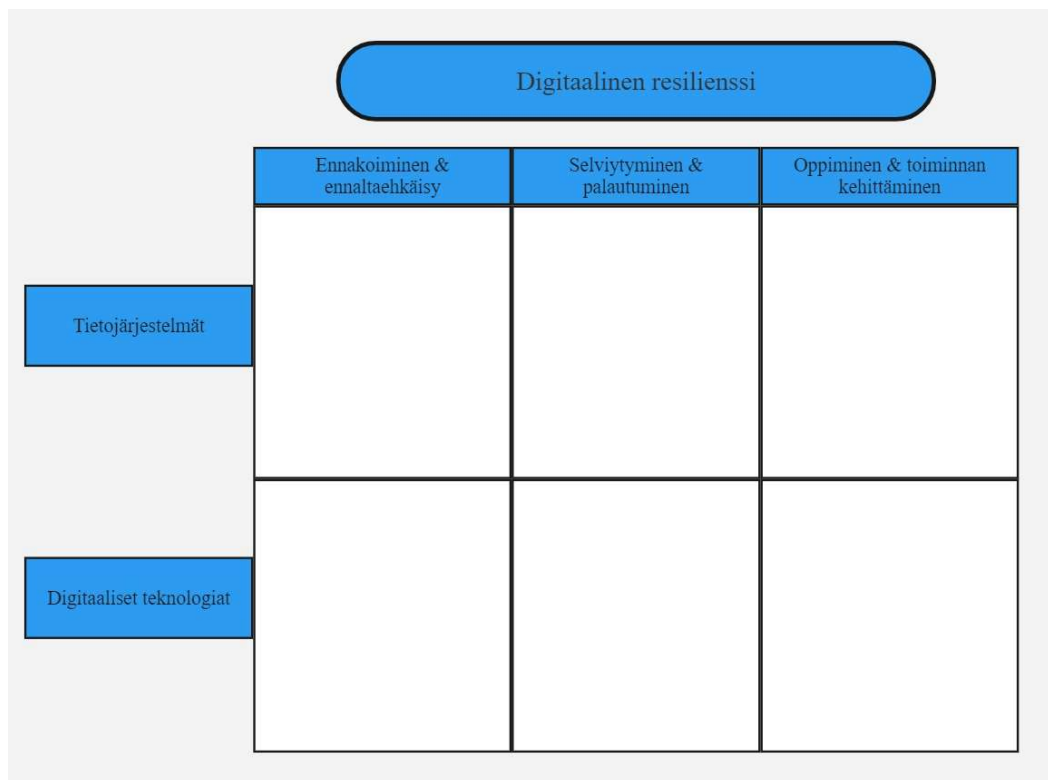 Digitaalinen resilienssi
Ennakoiminen &
ennaltaehkäisy
Selviytyminen &
palautuminen
Oppiminen & toiminnan
kehittäminen
Tietojärjestelmät
Digitaaliset teknologiat